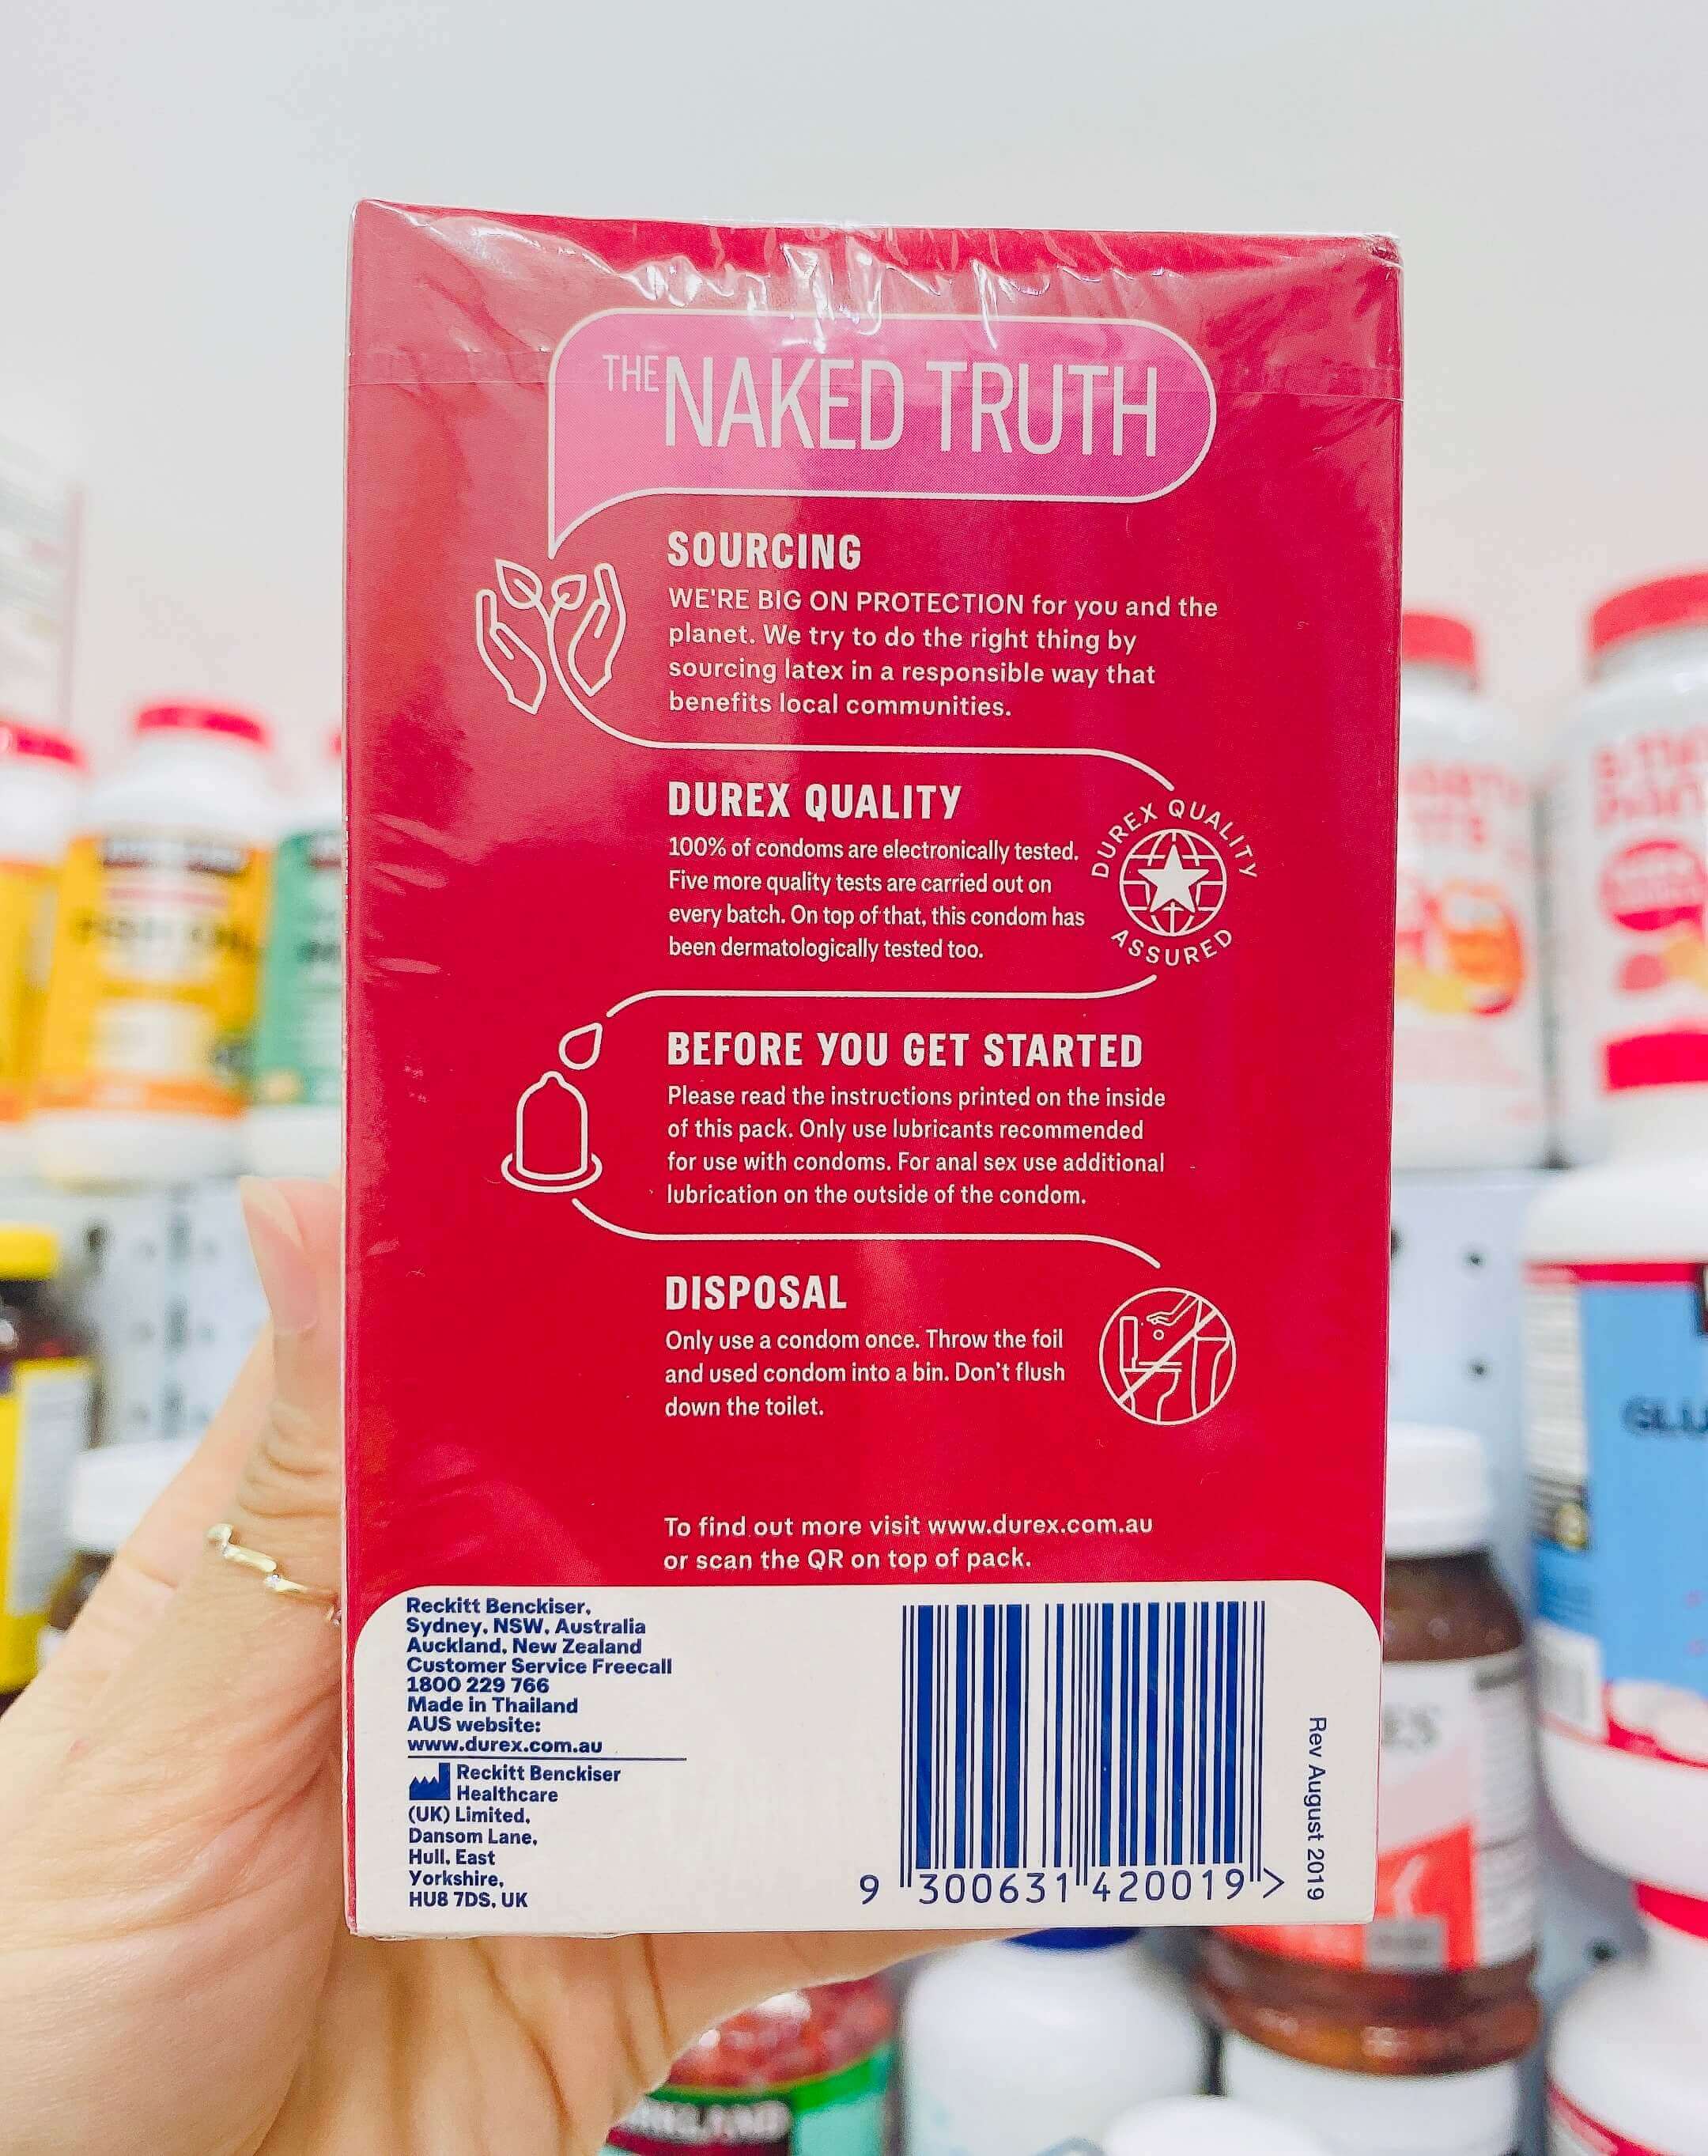 THE NAKED TRUTH
SOURCING
WE'RE BIG ON PROTECTION for you and the
planet. We try to do the right thing by
sourcing latex in a responsible way that
benefits local communities.
DUREX QUALITY
100% of condoms are electronically tested.
Five more quality tests are carried out on
every batch. On top of that, this condom has
been dermatologically tested too.
DUREX QUALITY
ASSURED
BEFORE YOU GET STARTED
Please read the instructions printed on the inside
of this pack. Only use lubricants recommended
for use with condoms. For anal sex use additional
lubrication on the outside of the condom.
DISPOSAL
Only use a condom once. Throw the foil
and used condom into a bin. Don't flush
down the toilet.
To find out more visit www.durex.com.au
or scan the QR on top of pack.
Reckitt Benckiser,
Sydney, NSW, Australia
Auckland, New Zealand
Customer Service Freecall
1800 229 766
Made in Thailand
AUS website:
www.durex.com.au
Reckitt Benckiser
Healthcare
(UK) Limited,
Dansom Lane,
Hull, East
Yorkshire,
HU8 7DS, UK
9 300631 420019 >
Rev August 2019